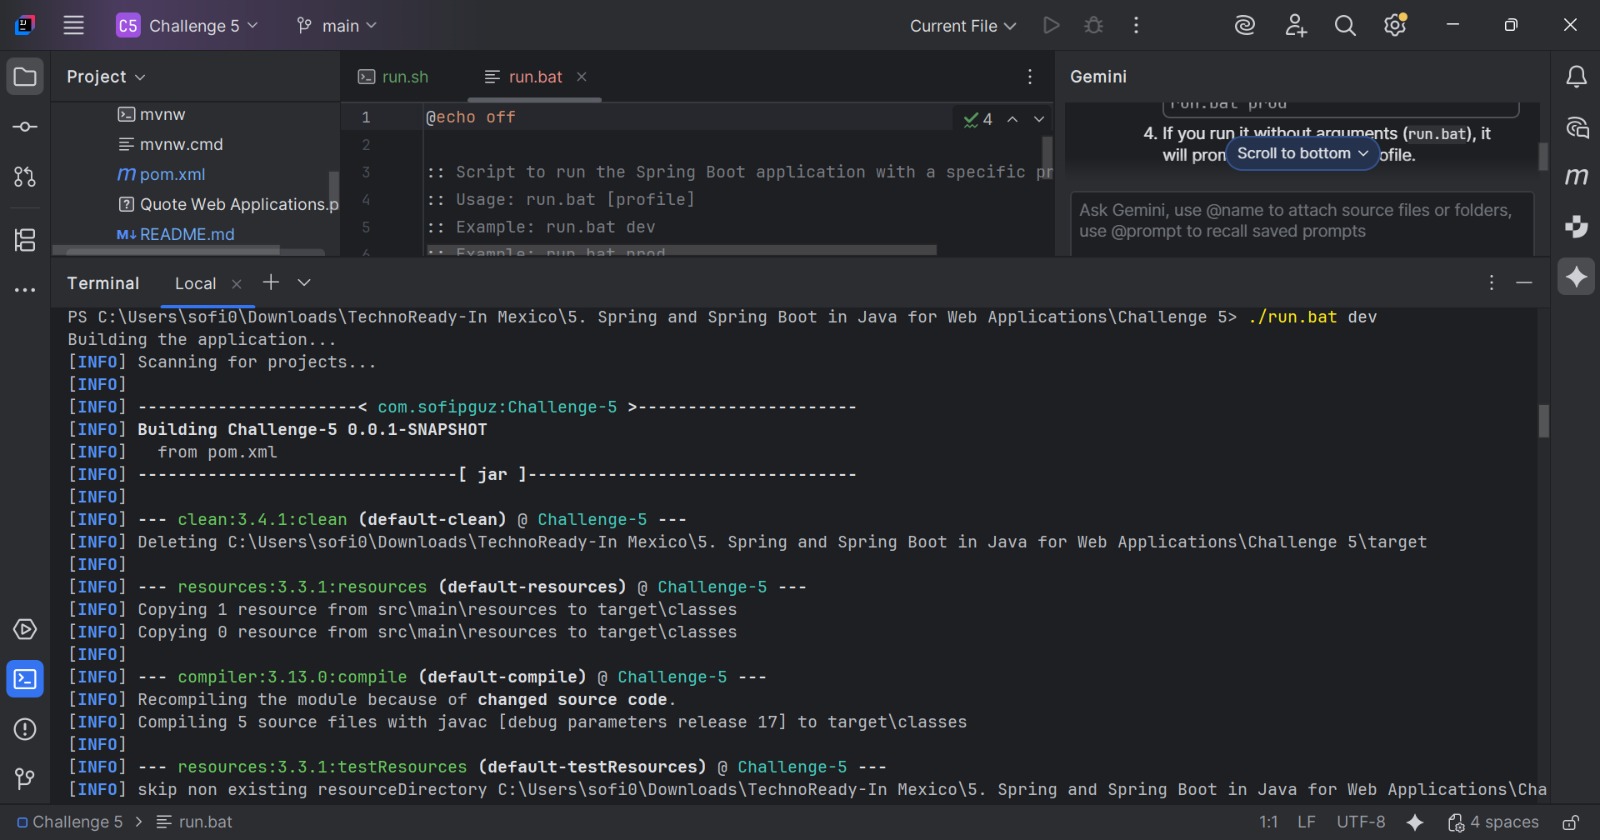 C5 Challenge 5
main
Current File
Project
mvnw
mvnw.cmd
m pom.xml
Quote Web Applications.p
M↓ README.md
run.sh
run.bat
1 @echo off
4
2
3 :: Script to run the Spring Boot application with a specific pr
4 :: Usage: run.bat [profile]
5 :: Example: run.bat dev
6 :: Example: run.bat prod
Gemini
run.bat prod
4. If you run it without arguments (run.bat), it
will pron
ofile.
Scroll to bottom
Ask Gemini, use @name to attach source files or folders,
use @prompt to recall saved prompts
Terminal
Local
PS C:\Users\sofi0\Downloads\TechnoReady-In Mexico\5. Spring and Spring Boot in Java for Web Applications\Challenge 5> ./run.bat dev
Building the application...
[INFO] Scanning for projects...
[INFO]
[INFO] ----------------------< com.sofipguz:Challenge-5 >----------------------
[INFO] Building Challenge-5 0.0.1-SNAPSHOT
[INFO]   from pom.xml
[INFO] --------------------------------[ jar ]---------------------------------
[INFO]
[INFO] --- clean:3.4.1:clean (default-clean) @ Challenge-5 ---
[INFO] Deleting C:\Users\sofi0\Downloads\TechnoReady-In Mexico\5. Spring and Spring Boot in Java for Web Applications\Challenge 5\target
[INFO]
[INFO] --- resources:3.3.1:resources (default-resources) @ Challenge-5 ---
[INFO] Copying 1 resource from src\main\resources to target\classes
[INFO] Copying 0 resource from src\main\resources to target\classes
[INFO]
[INFO] --- compiler:3.13.0:compile (default-compile) @ Challenge-5 ---
[INFO] Recompiling the module because of changed source code.
[INFO] Compiling 5 source files with javac [debug parameters release 17] to target\classes
[INFO]
[INFO] --- resources:3.3.1:testResources (default-testResources) @ Challenge-5 ---
[INFO] skip non existing resourceDirectory C:\Users\sofi0\Downloads\TechnoReady-In Mexico\5. Spring and Spring Boot in Java for Web Applications\Cha
Challenge 5 > run.bat
1:1 LF UTF-8 4 spaces